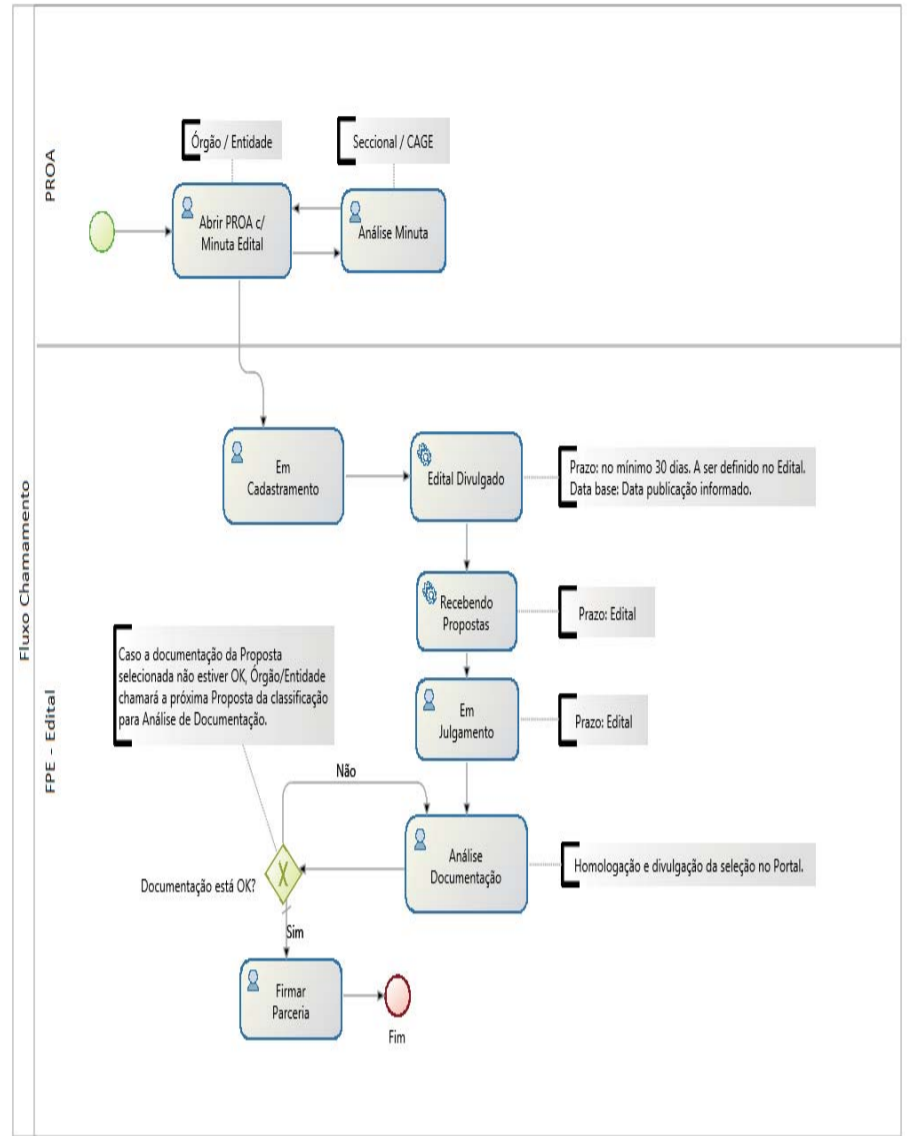 Fluxo Chamamento
PROA
Órgão / Entidade
Seccional / CAGE
Abrir PROA c/
Minuta Edital
Análise Minuta
FPE - Edital
Em
Cadastramento
Edital Divulgado
Prazo: no mínimo 30 dias. A ser definido no Edital.
Data base: Data publicação informado.
Recebendo
Propostas
Prazo: Edital
Caso a documentação da Proposta
selecionada não estiver OK, Órgão/Entidade
chamará a próxima Proposta da classificação
para Análise de Documentação.
Em
Julgamento
Prazo: Edital
Não
Análise
Documentação
Homologação e divulgação da seleção no Portal.
Documentação está OK?
X
Sim
Firmar
Parceria
Fim